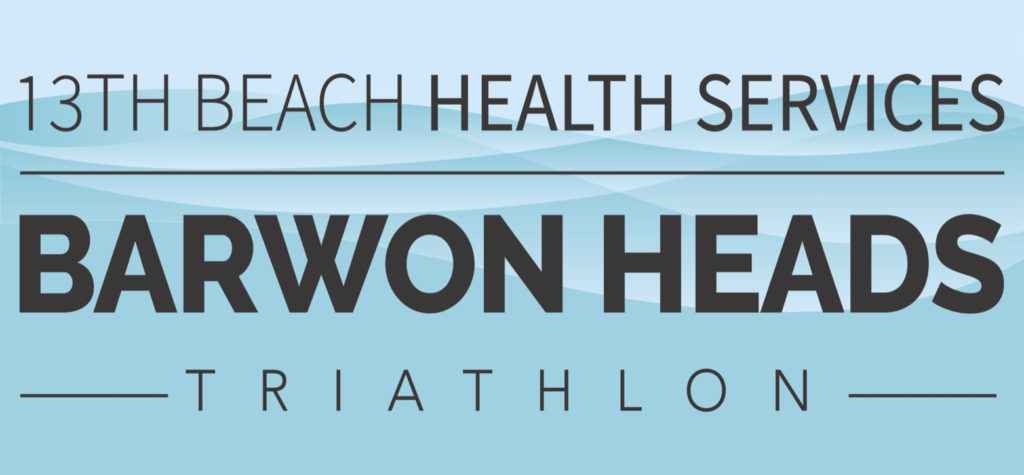 13TH BEACH HEALTH SERVICES
BARWON HEADS
TRIATHLON